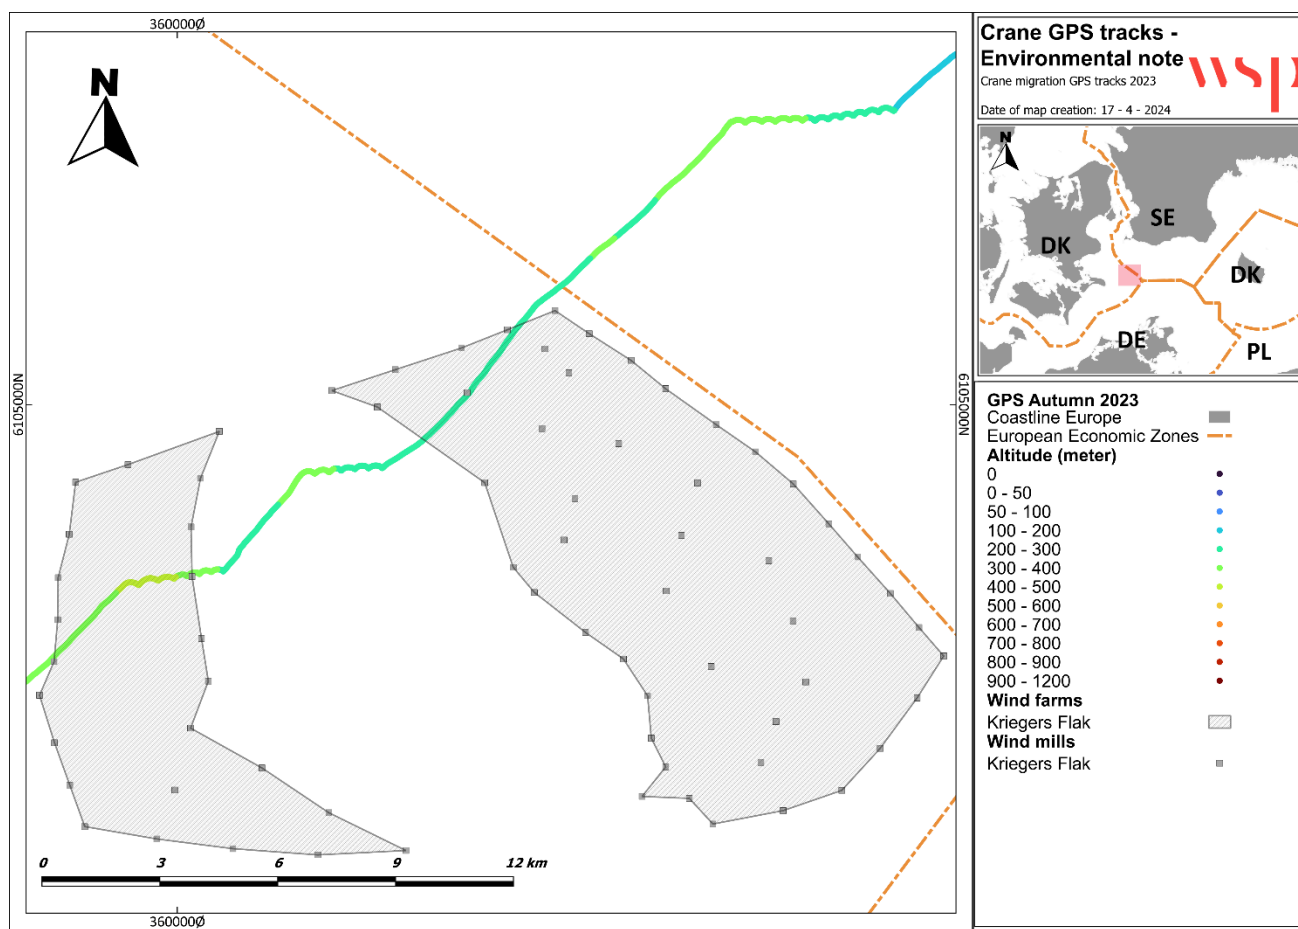 360000Ø
6105000N
N
0 3 6 9 12 km
360000Ø
6105000N
Crane GPS tracks -
Environmental note
Crane migration GPS tracks 2023
Date of map creation: 17 - 4 - 2024
wsp
N
SE
DK
DK
DE
PL
GPS Autumn 2023
Coastline Europe
European Economic Zones
Altitude (meter)
0
0 - 50
50 - 100
100 - 200
200 - 300
300 - 400
400 - 500
500 - 600
600 - 700
700 - 800
800 - 900
900 - 1200
Wind farms
Kriegers Flak
Wind mills
Kriegers Flak